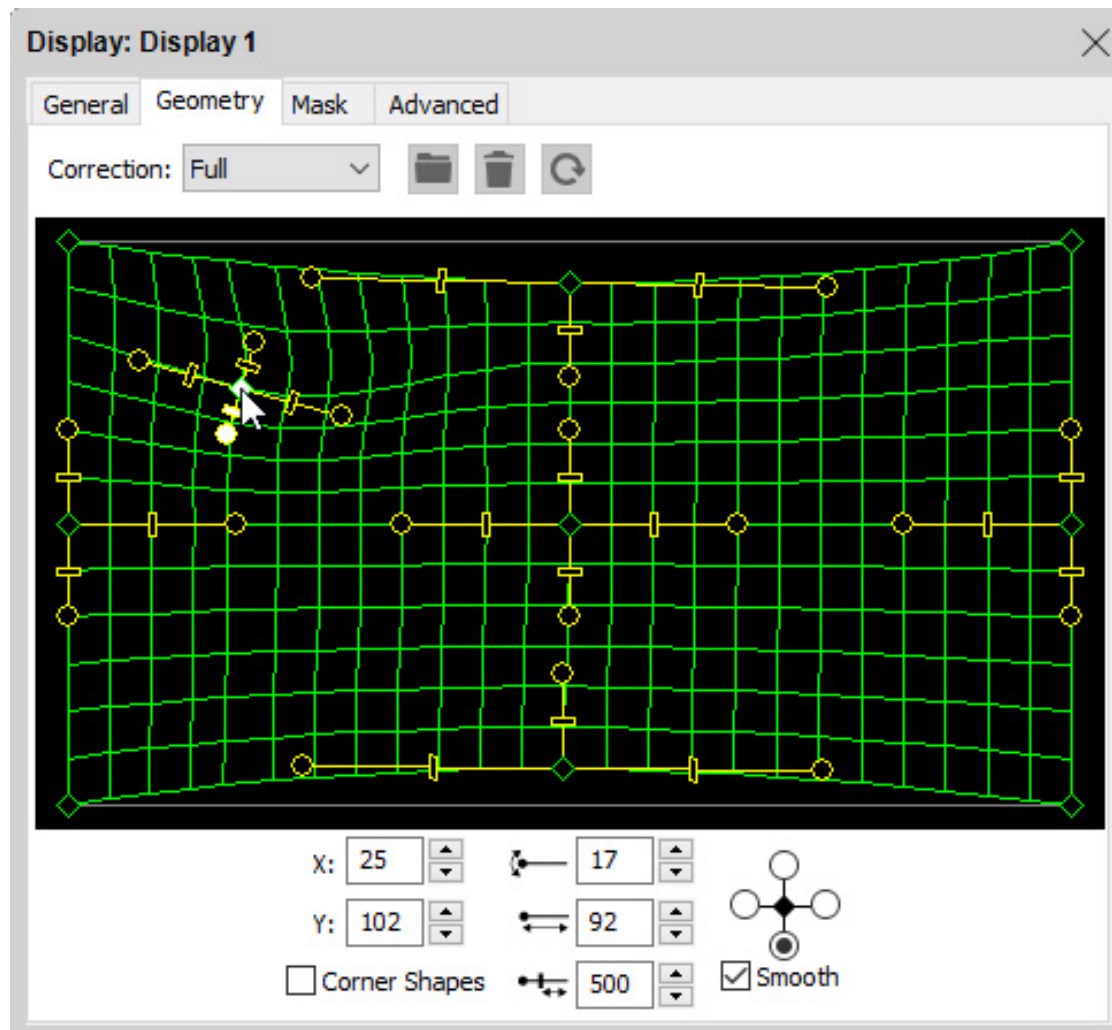 Display: Display 1
General Geometry Mask Advanced
Correction: Full
X: 25 17
Y: 102 92
Corner Shapes 500 Smooth